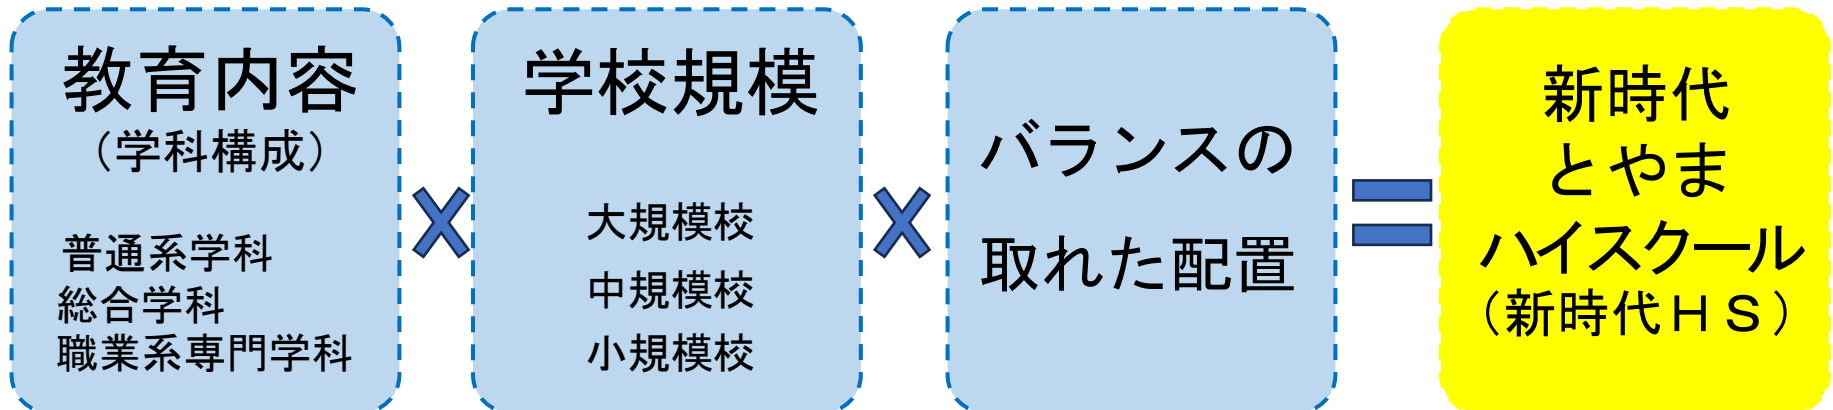 教育内容
（学科構成）
普通系学科
総合学科
職業系専門学科
×
学校規模
大規模校
中規模校
小規模校
×
バランスの
取れた配置
＝
新時代
とやま
ハイスクール
（新時代ＨＳ）